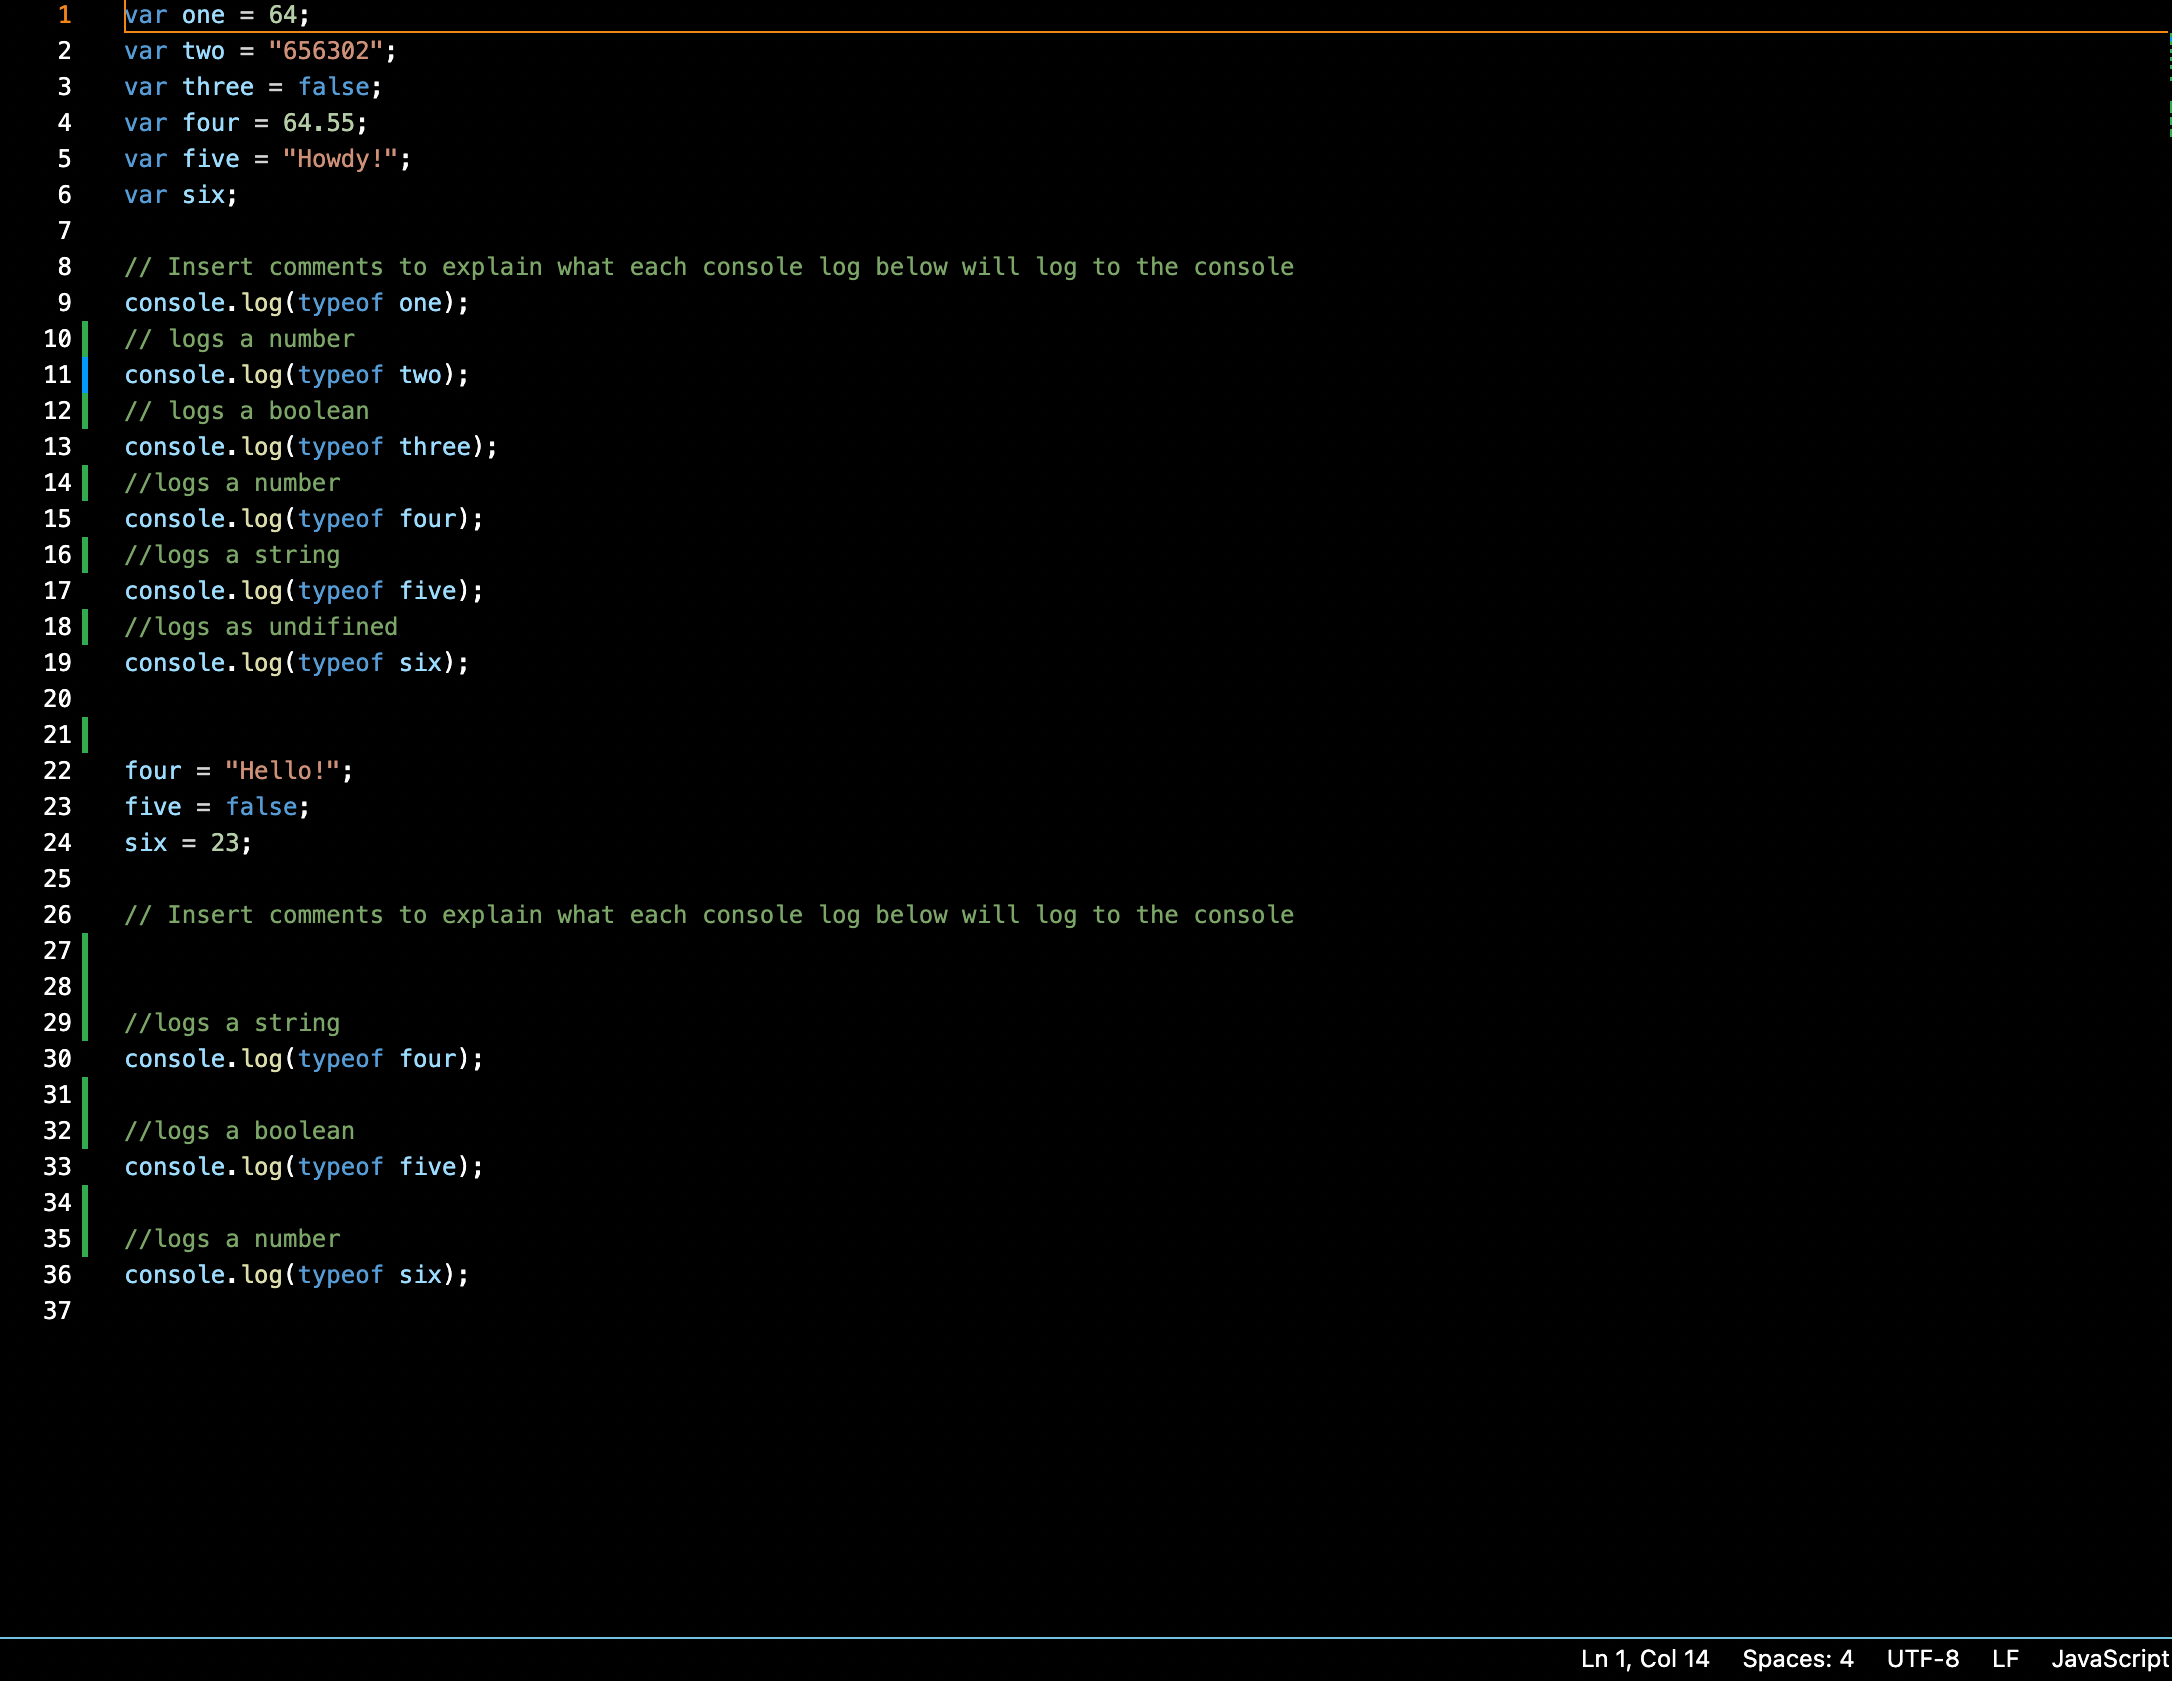 1 var one = 64;
2 var two = "656302";
3 var three = false;
4 var four = 64.55;
5 var five = "Howdy!";
6 var six;
7
8 // Insert comments to explain what each console log below will log to the console
9 console.log(typeof one);
10 // logs a number
11 console.log(typeof two);
12 // logs a boolean
13 console.log(typeof three);
14 //logs a number
15 console.log(typeof four);
16 //logs a string
17 console.log(typeof five);
18 //logs as undifined
19 console.log(typeof six);
20
21
22 four = "Hello!";
23 five = false;
24 six = 23;
25
26 // Insert comments to explain what each console log below will log to the console
27
28
29 //logs a string
30 console.log(typeof four);
31
32 //logs a boolean
33 console.log(typeof five);
34
35 //logs a number
36 console.log(typeof six);
37
Ln 1, Col 14 Spaces: 4 UTF-8 LF JavaScript